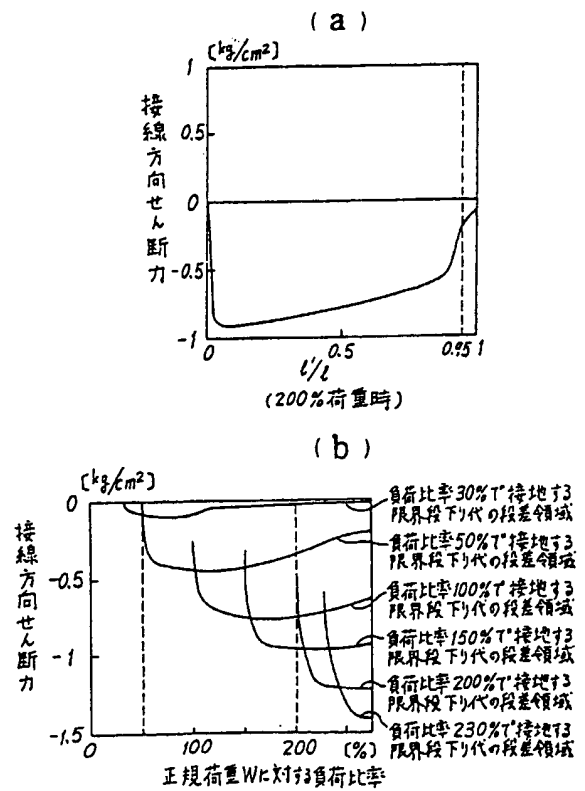 (a)
[kg/cm²]
接線方向せん断力
1
0.5
0
-0.5
-1
0
0.5
0.95
1
l'/l
(200%荷重時)
(b)
[kg/cm²]
接線方向せん断力
0
-0.5
-1
-1.5
0
100
200
(%)
正規荷重Wに対する負荷比率
負荷比率30%で接地する
限界段下り代の段差領域
負荷比率50%で接地する
限界段下り代の段差領域
負荷比率100%で接地する
限界段下り代の段差領域
負荷比率150%で接地する
限界段下り代の段差領域
負荷比率200%で接地する
限界段下り代の段差領域
負荷比率230%で接地する
限界段下り代の段差領域